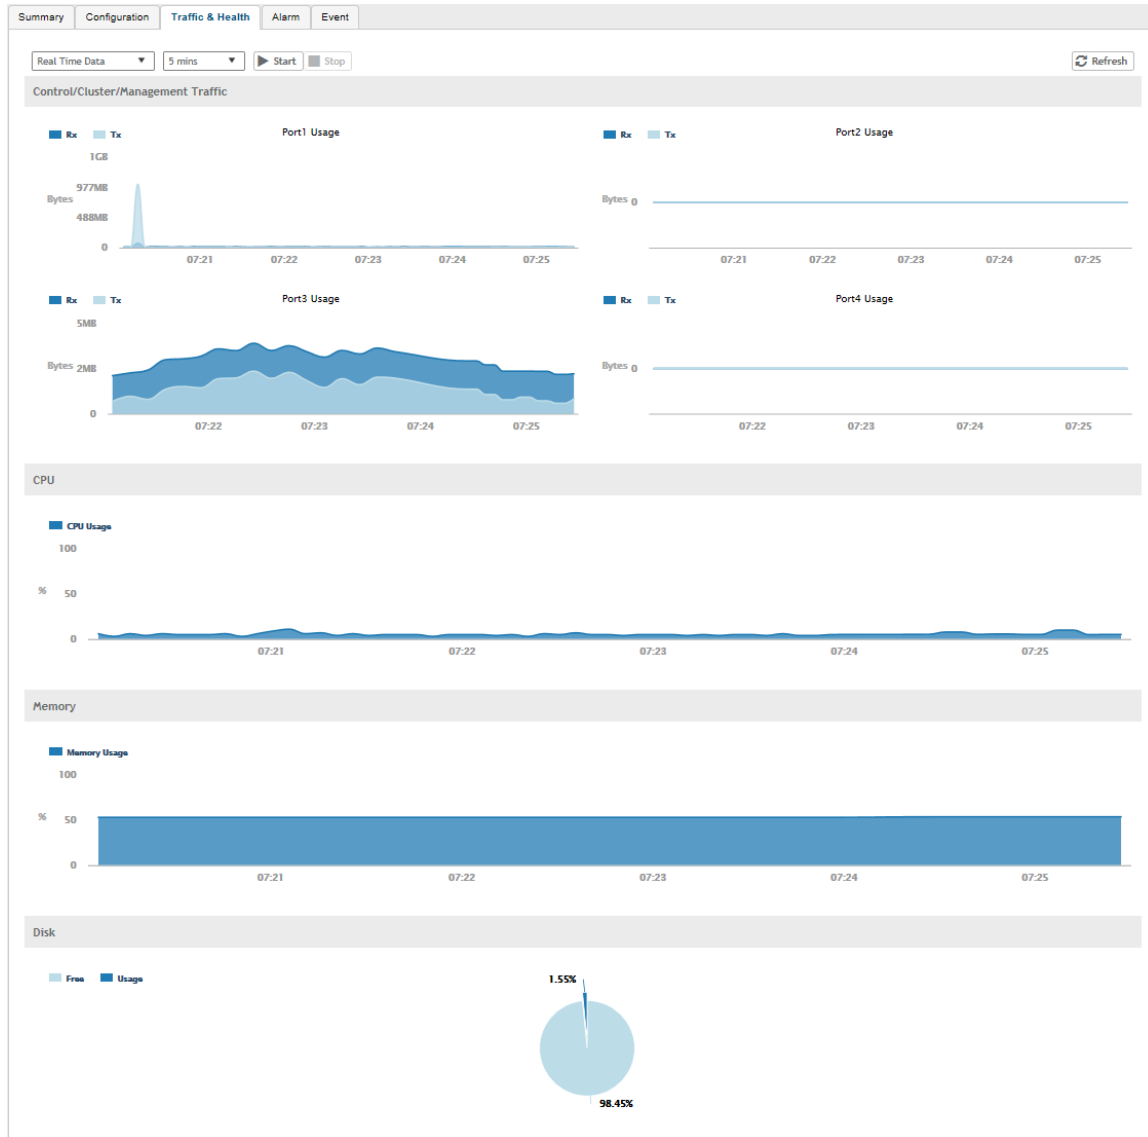 Summary Configuration Traffic & Health Alarm Event
Real Time Data 5 mins Start Stop Refresh
Control/Cluster/Management Traffic
Rx Tx Port1 Usage
1GB
977MB
Bytes
488MB
0
07:21 07:22 07:23 07:24 07:25
Rx Tx Port2 Usage
Bytes 0
07:21 07:22 07:23 07:24 07:25
Rx Tx Port3 Usage
5MB
Bytes 2MB
0
07:22 07:23 07:24 07:25
Rx Tx Port4 Usage
Bytes 0
07:22 07:23 07:24 07:25
CPU
CPU Usage
100
% 50
0
07:21 07:22 07:23 07:24 07:25
Memory
Memory Usage
100
% 50
0
07:21 07:22 07:23 07:24 07:25
Disk
Free Usage
1.55%
98.45%